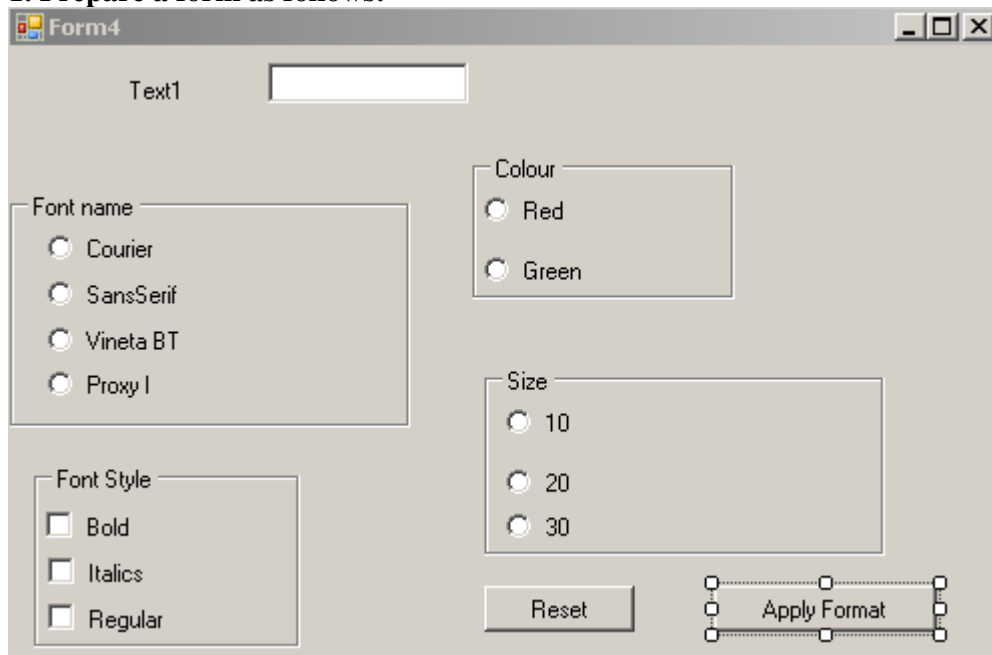 1. Prepare a form as follows:
Form4
Text1
Colour
Red
Green
Font name
Courier
SansSerif
Vineta BT
Proxy I
Size
10
20
30
Font Style
Bold
Italics
Regular
Reset
Apply Format